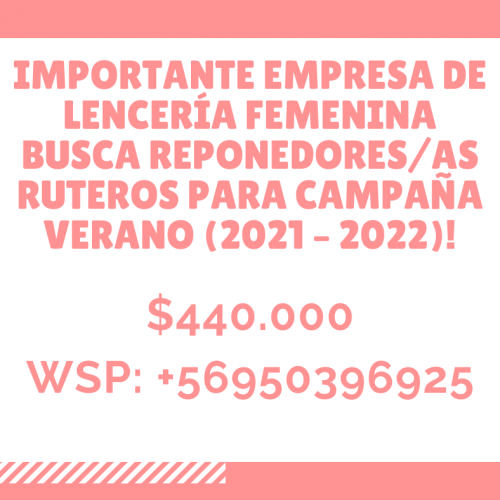 IMPORTANTE EMPRESA DE
LENCERÍA FEMENINA
BUSCA REPONEDORES/AS
RUTEROS PARA CAMPAÑA
VERANO (2021 - 2022)!
$440.000
WSP: +56950396925